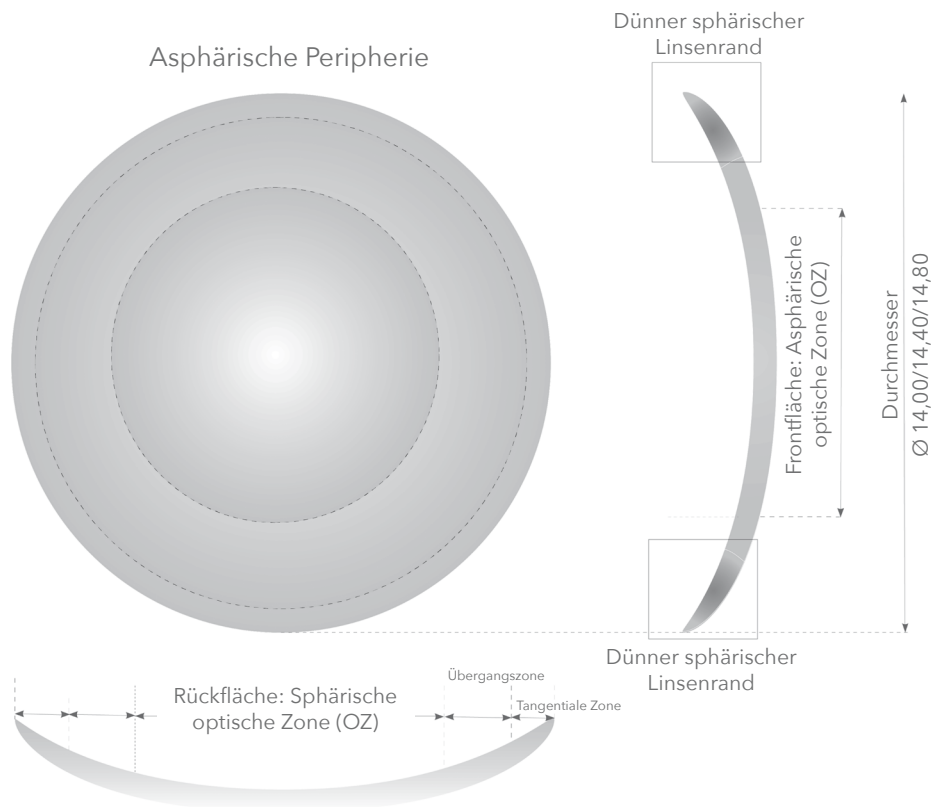 Dünner sphärischer
Linsenrand
Asphärische Peripherie
Frontfläche: Asphärische
optische Zone (OZ)
Durchmesser
Ø 14,00/14,40/14,80
Dünner sphärischer
Linsenrand
Übergangszone
Rückfläche: Sphärische
optische Zone (OZ)
Tangentiale Zone